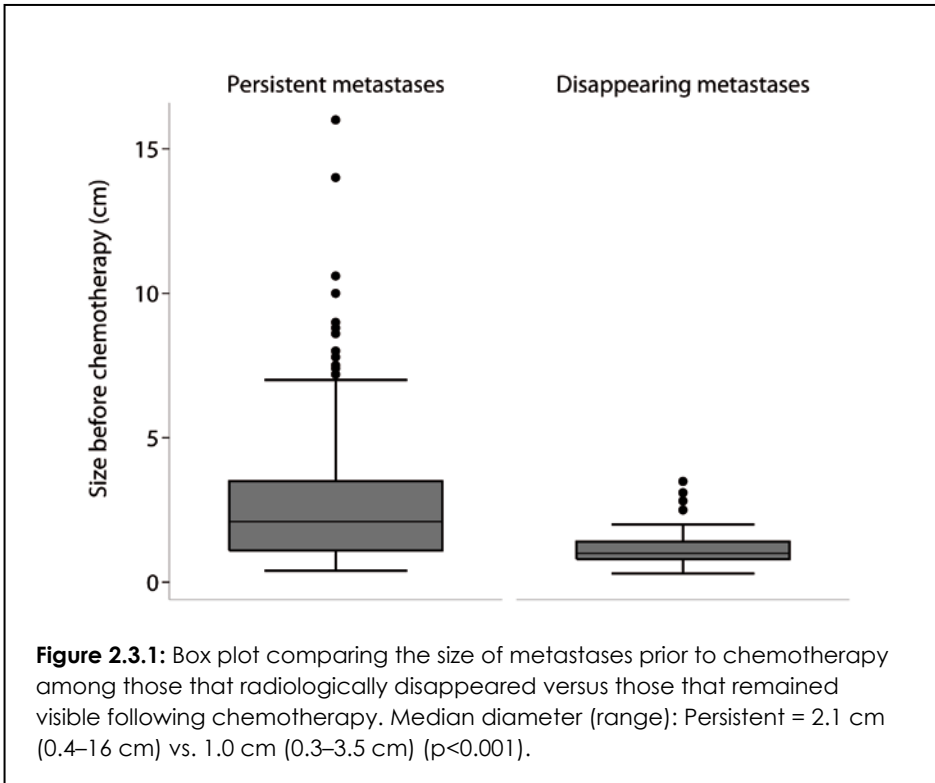 Persistent metastases
Disappearing metastases
Size before chemotherapy (cm)
15
10
5
0
Figure 2.3.1: Box plot comparing the size of metastases prior to chemotherapy
among those that radiologically disappeared versus those that remained
visible following chemotherapy. Median diameter (range): Persistent = 2.1 cm
(0.4–16 cm) vs. 1.0 cm (0.3–3.5 cm) (p<0.001).